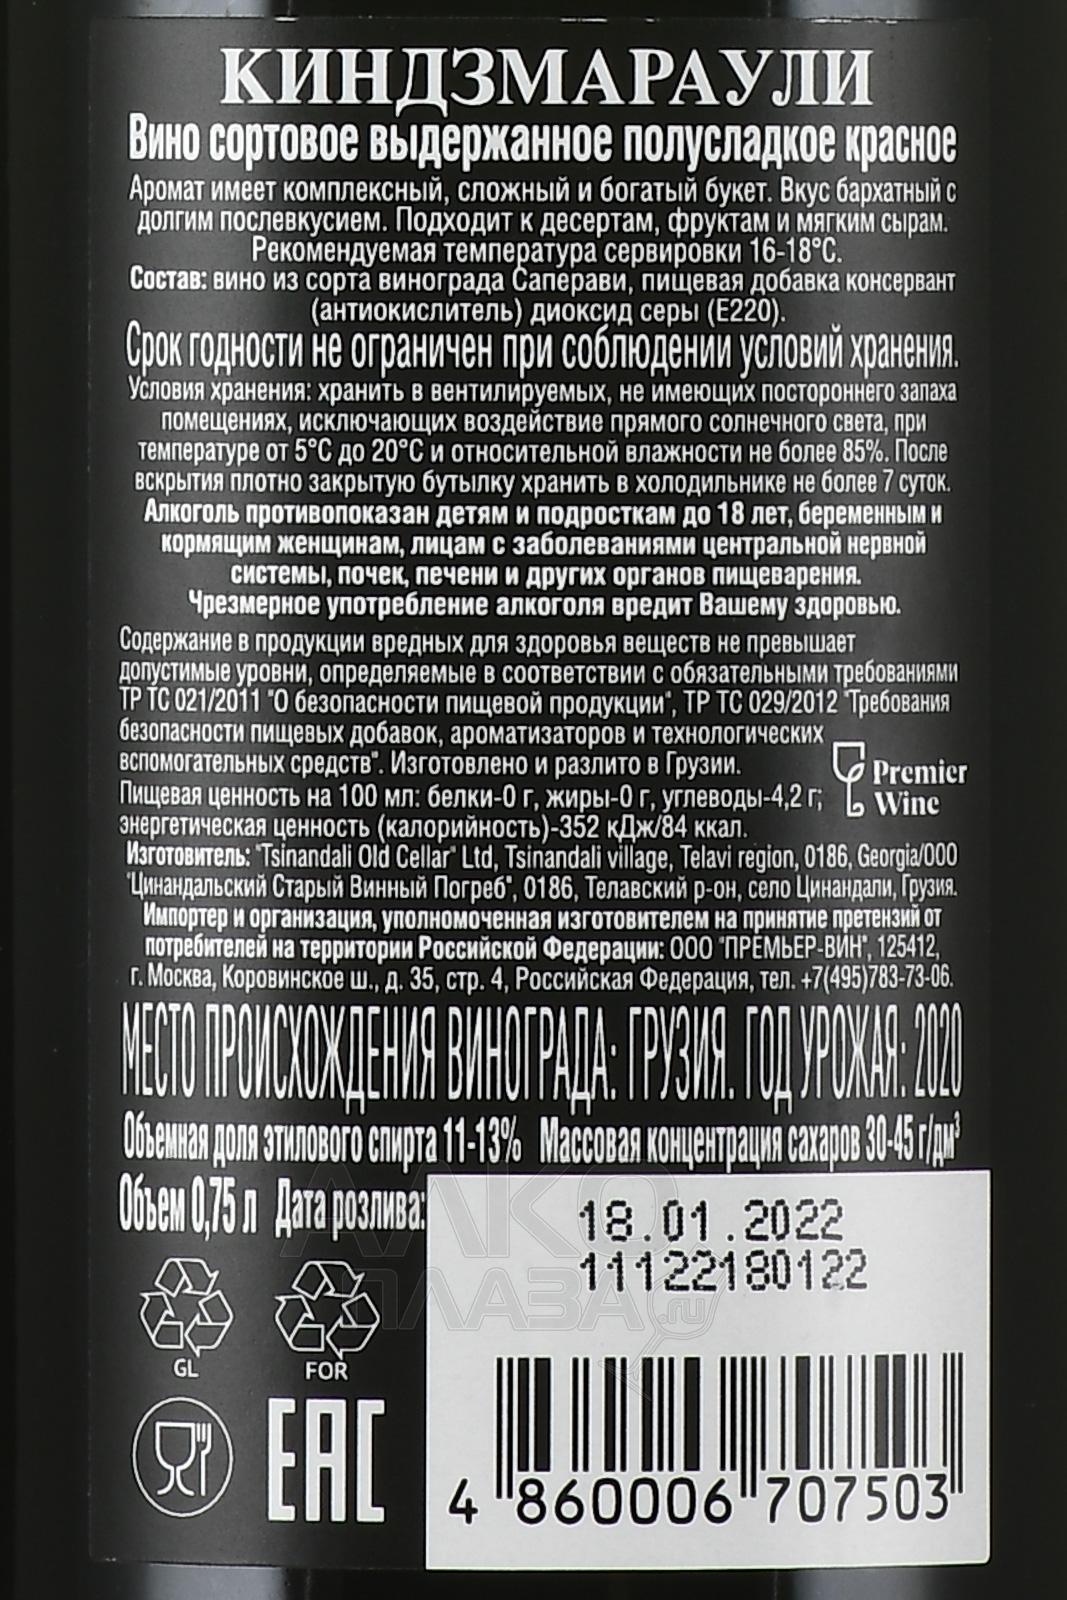 КИНДЗМАРАУЛИ
Вино сортовое выдержанное полусладкое красное
Аромат имеет комплексный, сложный и богатый букет. Вкус бархатный с
долгим послевкусием. Подходит к десертам, фруктам и мягким сырам.
Рекомендуемая температура сервировки 16-18°С.
Состав: вино из сорта винограда Саперави, пищевая добавка консервант
(антиокислитель) диоксид серы (Е220).
Срок годности не ограничен при соблюдении условий хранения.
Условия хранения: хранить в вентилируемых, не имеющих постороннего запаха
помещениях, исключающих воздействие прямого солнечного света, при
температуре от 5°С до 20°С и относительной влажности не более 85%. После
вскрытия плотно закрытую бутылку хранить в холодильнике не более 7 суток.
Алкоголь противопоказан детям и подросткам до 18 лет, беременным и
кормящим женщинам, лицам с заболеваниями центральной нервной
системы, почек, печени и других органов пищеварения.
Чрезмерное употребление алкоголя вредит Вашему здоровью.
Содержание в продукции вредных для здоровья веществ не превышает
допустимые уровни, определяемые в соответствии с обязательными требованиями
ТР ТС 021/2011 "О безопасности пищевой продукции", ТР ТС 029/2012 "Требования
безопасности пищевых добавок, ароматизаторов и технологических
вспомогательных средств". Изготовлено и разлито в Грузии.
Premier
Wine
Пищевая ценность на 100 мл: белки-0 г, жиры-0 г, углеводы-4,2 г;
энергетическая ценность (калорийность)-352 кДж/84 ккал.
Изготовитель: "Tsinandali Old Cellar" Ltd, Tsinandali village, Telavi region, 0186, Georgia/ООО
"Цинандальский Старый Винный Погреб", 0186, Телавский р-он, село Цинандали, Грузия.
Импортер и организация, уполномоченная изготовителем на принятие претензий от
потребителей на территории Российской Федерации: ООО "ПРЕМЬЕР-ВИН", 125412,
г. Москва, Коровинское ш., д. 35, стр. 4, Российская Федерация, тел. +7(495)783-73-06.
МЕСТО ПРОИСХОЖДЕНИЯ ВИНОГРАДА: ГРУЗИЯ. ГОД УРОЖАЯ: 2020
Объемная доля этилового спирта 11-13% Массовая концентрация сахаров 30-45 г/дм³
Объем 0,75 л Дата розлива:
18.01.2022
11122180122
GL FOR
EAC
4 860006 707503
АЛКО
ПЛАЗА.ru